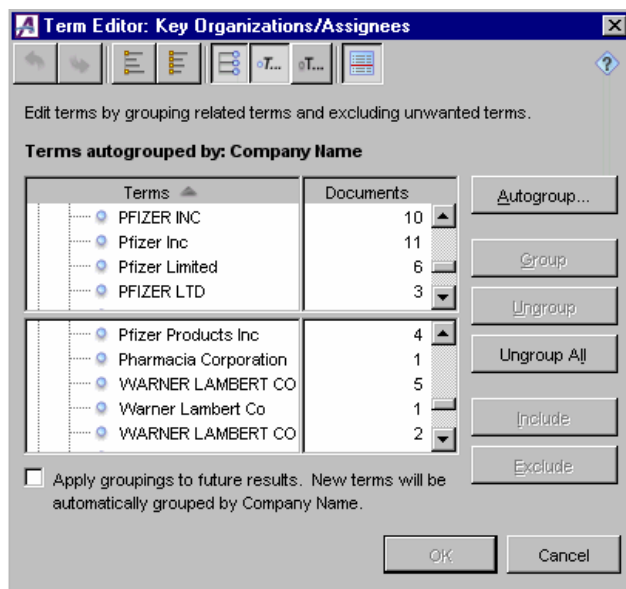 Term Editor: Key Organizations/Assignees
T... T...
Edit terms by grouping related terms and excluding unwanted terms.
Terms autogrouped by: Company Name
Terms Documents
PFIZER INC 10
Pfizer Inc 11
Pfizer Limited 6
PFIZER LTD 3
Pfizer Products Inc 4
Pharmacia Corporation 1
WARNER LAMBERT CO 5
Warner Lambert Co 1
WARNER LAMBERT CO 2
Autogroup...
Group
Ungroup
Ungroup All
Include
Exclude
Apply groupings to future results. New terms will be
automatically grouped by Company Name.
OK Cancel